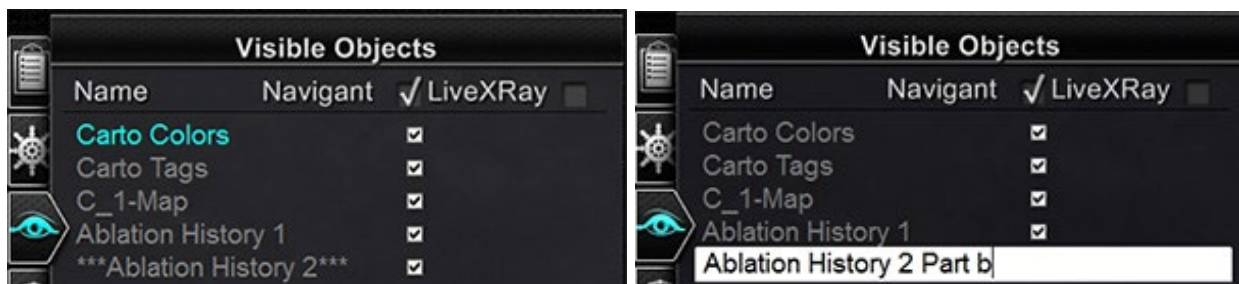 Visible Objects
Name Navigant LiveXRay
Carto Colors
Carto Tags
C_1-Map
Ablation History 1
***Ablation History 2***
Visible Objects
Name Navigant LiveXRay
Carto Colors
Carto Tags
C_1-Map
Ablation History 1
Ablation History 2 Part b